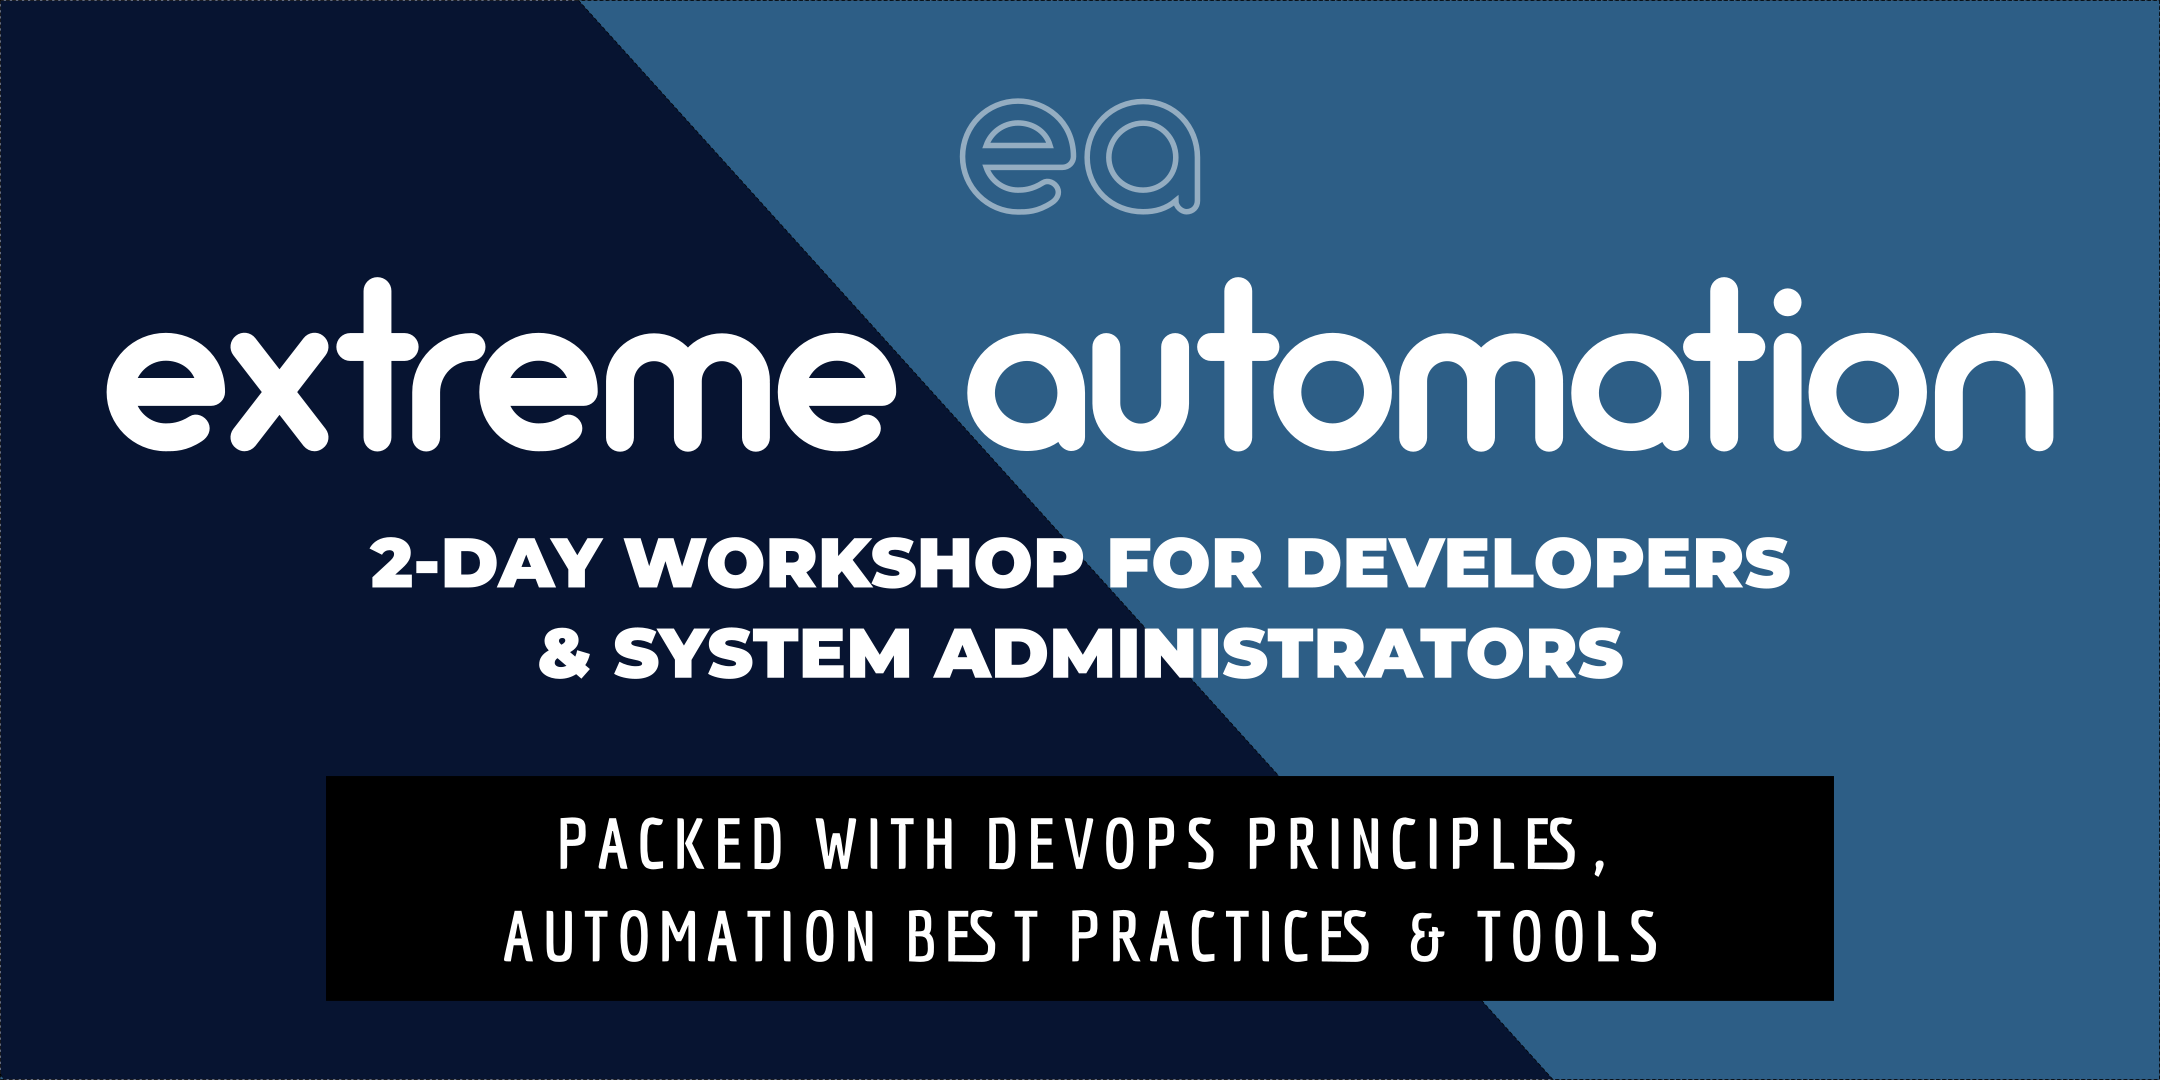 ea
extreme automation
2-DAY WORKSHOP FOR DEVELOPERS
& SYSTEM ADMINISTRATORS
PACKED WITH DEVOPS PRINCIPLES,
AUTOMATION BEST PRACTICES & TOOLS